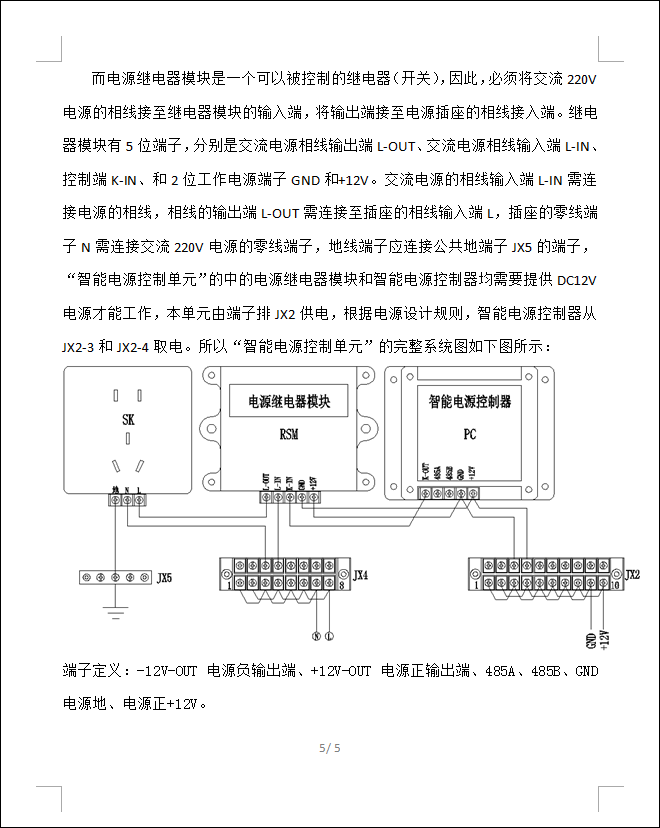 而电源继电器模块是一个可以被控制的继电器(开关),因此,必须将交流 220V
电源的相线接至继电器模块的输入端,将输出端接至电源插座的相线接入端。继电
器模块有 5 位端子,分别是交流电源相线输出端 L-OUT、交流电源相线输入端 L-IN、
控制端 K-IN、和 2 位工作电源端子 GND 和+12V。交流电源的相线输入端 L-IN 需连
接电源的相线,相线的输出端 L-OUT 需连接至插座的相线输入端 L,插座的零线端
子 N 需连接交流 220V 电源的零线端子,地线端子应连接公共地端子 JX5 的端子,
“智能电源控制单元”的中的电源继电器模块和智能电源控制器均需要提供 DC12V
电源才能工作,本单元由端子排 JX2 供电,根据电源设计规则,智能电源控制器从
JX2-3 和 JX2-4 取电。所以“智能电源控制单元”的完整系统图如下图所示:
SK
N
L
电源继电器模块
RSM
L-OUT
L-IN
K-IN
GND
+12V
智能电源控制器
PC
K-OUT
485A
485B
GND
+12V
JX5
1
8
JX4
N
L
1
10
JX2
GND
+12V
端子定义:-12V-OUT 电源负输出端、+12V-OUT 电源正输出端、485A、485B、GND
电源地、电源正+12V。
5/ 5